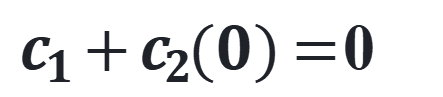 c₁ + c₂(0) = 0